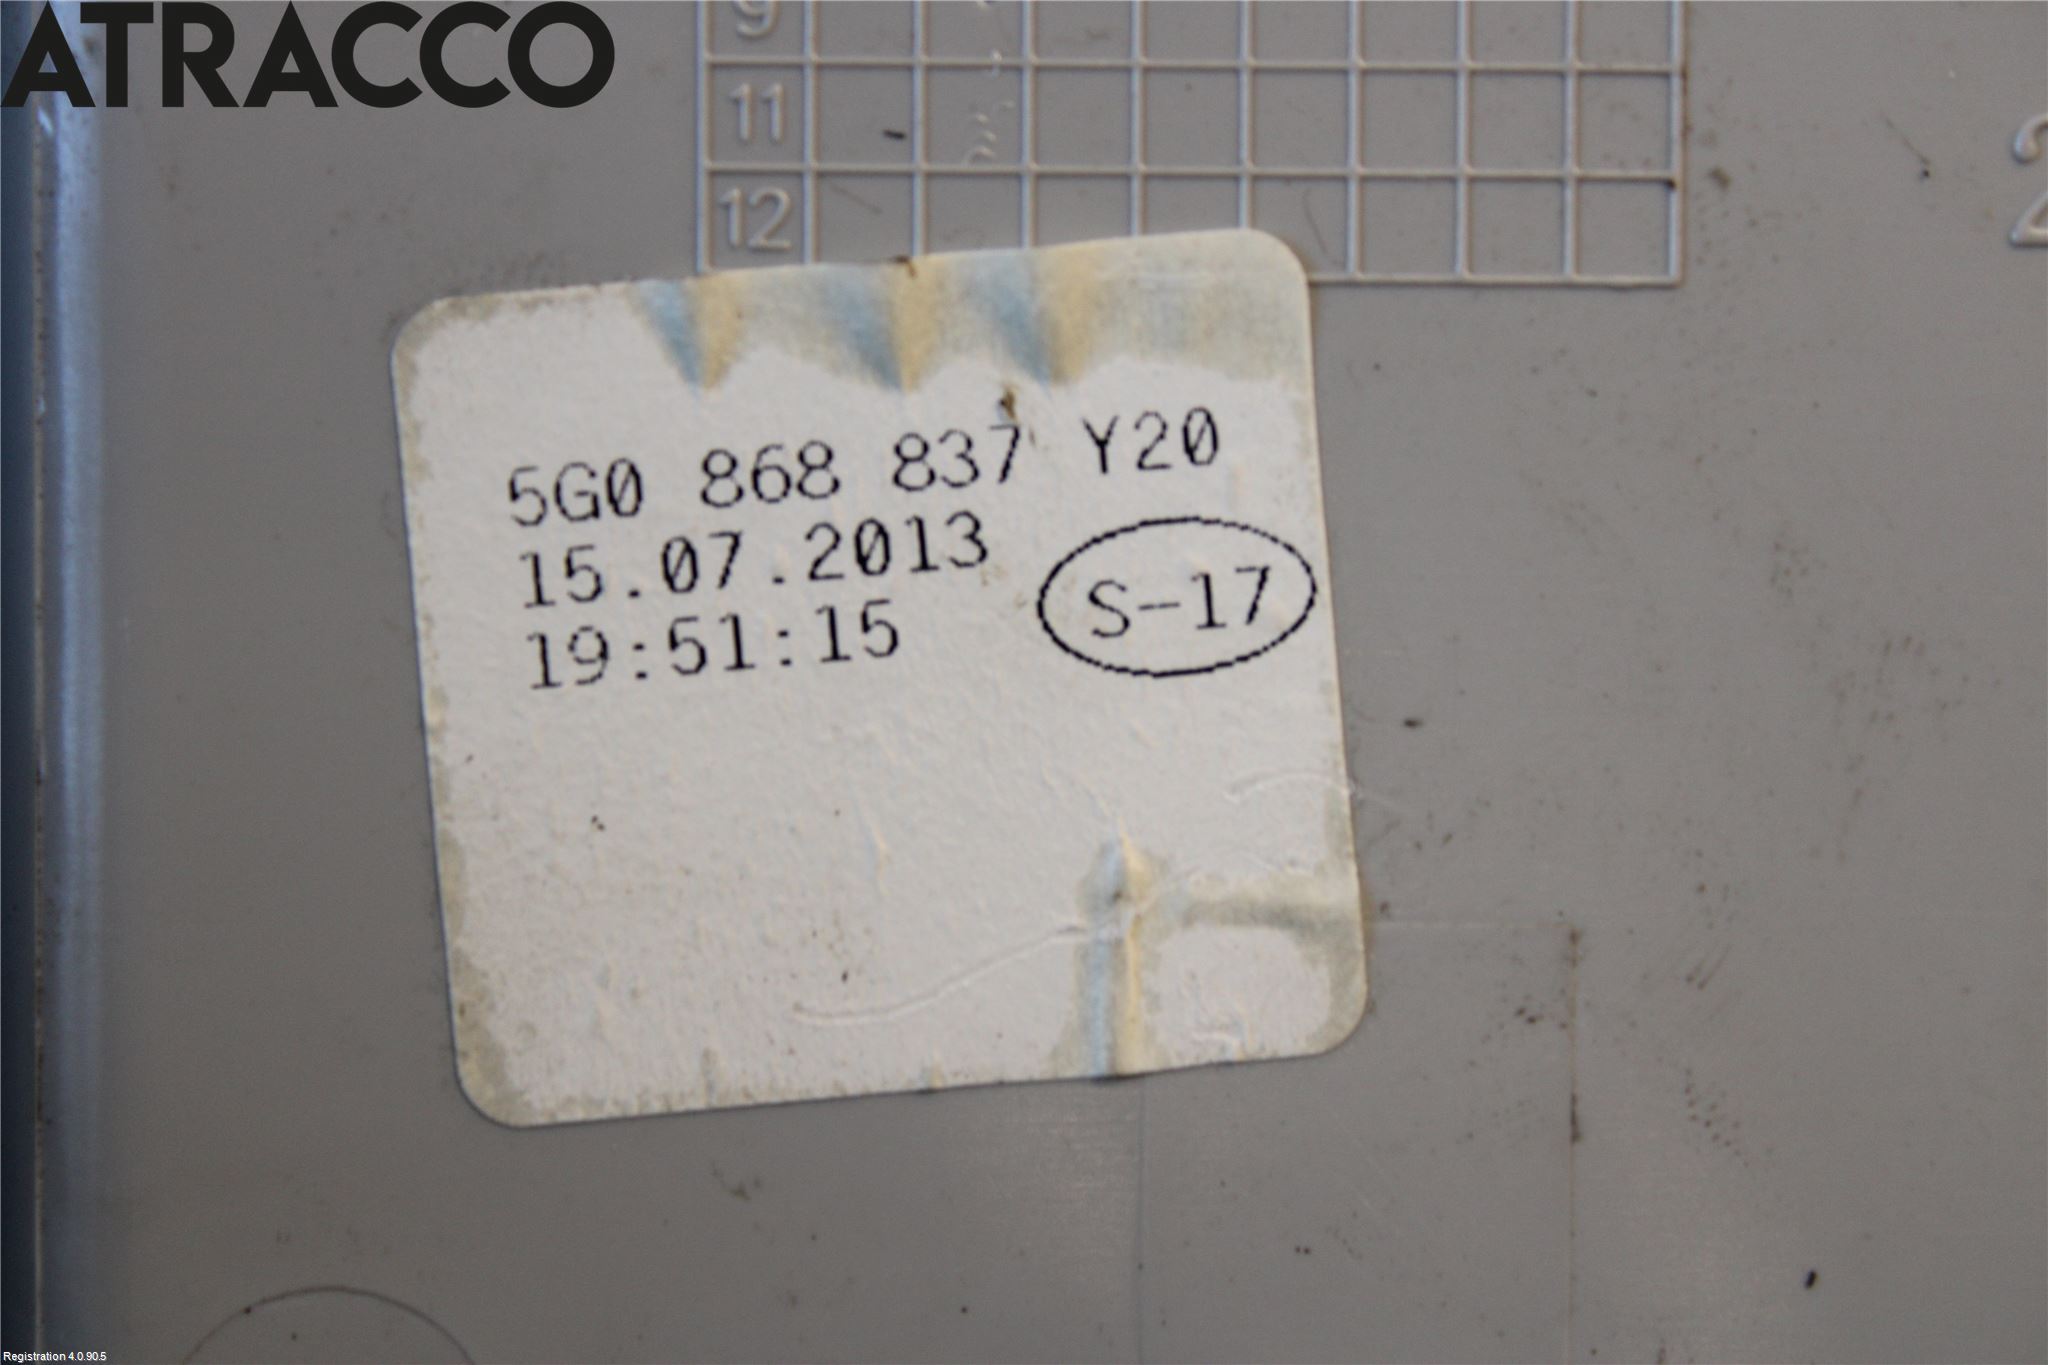 ATRACCO
9
11
12
2
5G0 868 837 Y20
15.07.2013
S-17
19:51:15
Registration 4.0.90.5